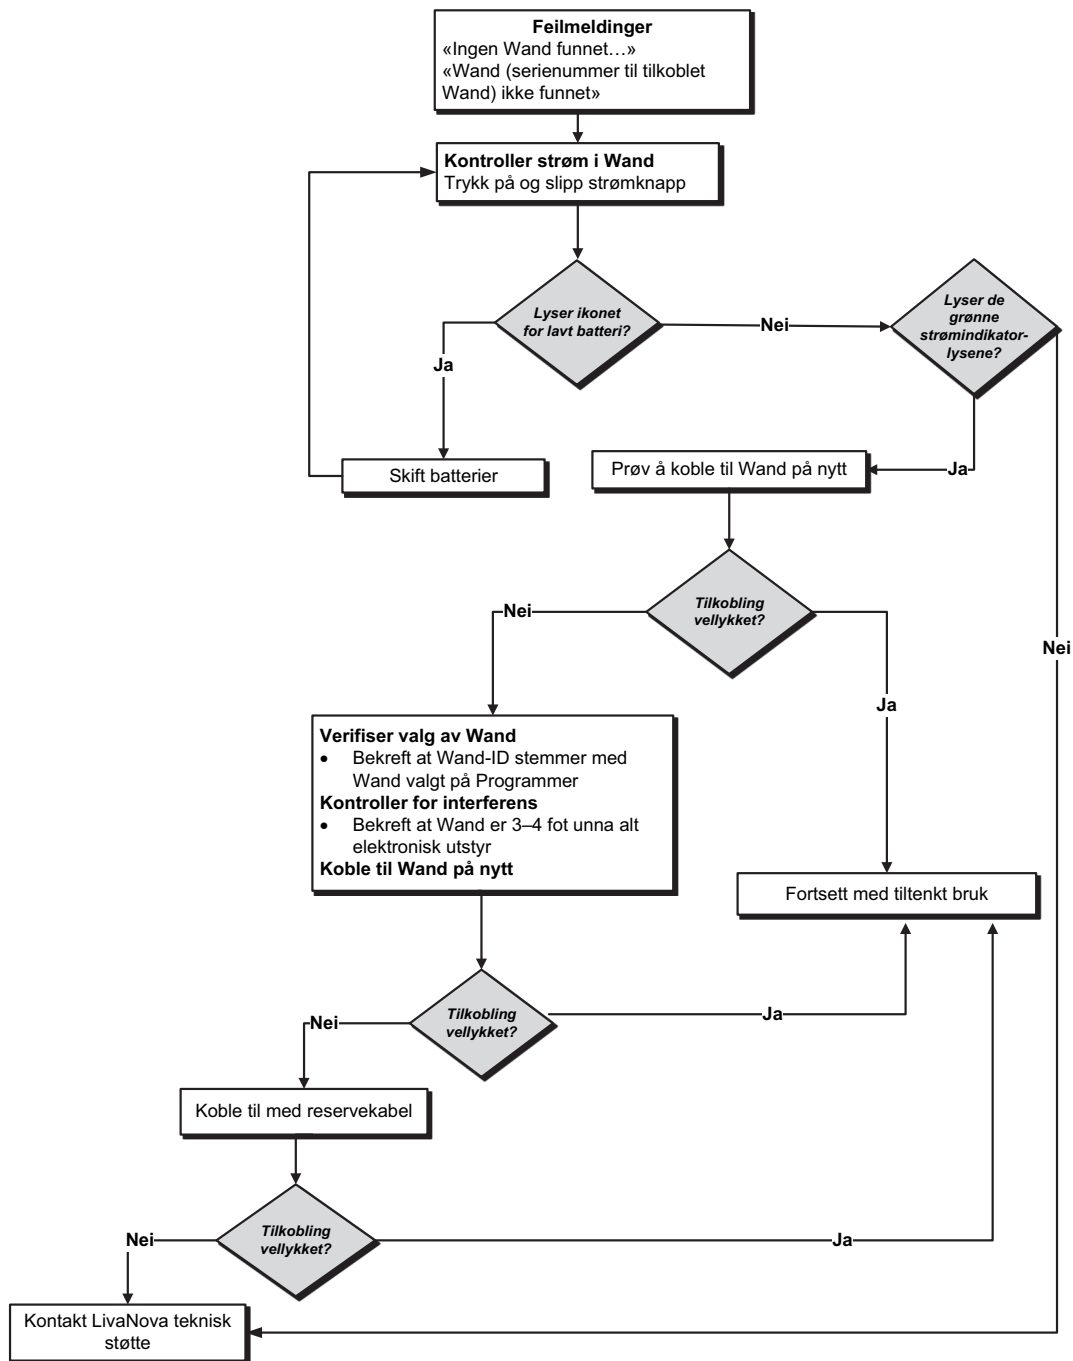 Feilmeldinger
«Ingen Wand funnet…»
«Wand (serienummer til tilkoblet
Wand) ikke funnet»
Kontroller strøm i Wand
Trykk på og slipp strømknapp
Lyser ikonet
for lavt batteri?
Nei
Lyser de
grønne
strømindikator-
lysene?
Ja
Skift batterier
Prøv å koble til Wand på nytt
Ja
Nei
Tilkobling
vellykket?
Nei
Ja
Verifiser valg av Wand
• Bekreft at Wand-ID stemmer med
Wand valgt på Programmer
Kontroller for interferens
• Bekreft at Wand er 3–4 fot unna alt
elektronisk utstyr
Koble til Wand på nytt
Fortsett med tiltenkt bruk
Nei
Tilkobling
vellykket?
Ja
Koble til med reservekabel
Nei
Tilkobling
vellykket?
Ja
Kontakt LivaNova teknisk
støtte